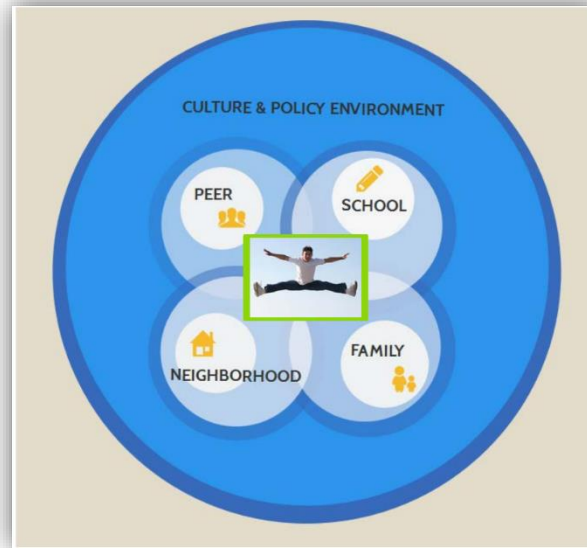 CULTURE & POLICY ENVIRONMENT
PEER
SCHOOL
NEIGHBORHOOD
FAMILY